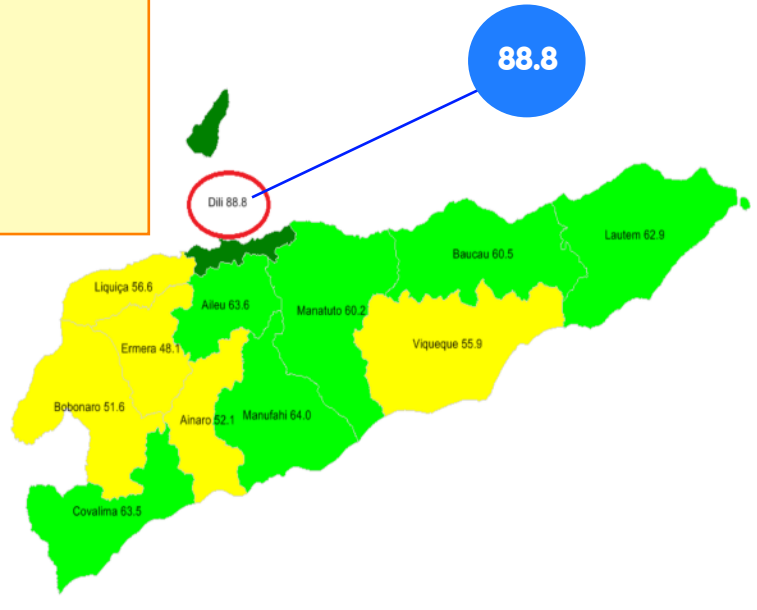 88.8
Dili 88.8
Lautem 62.9
Baucau 60.5
Liquiça 56.6
Aileu 63.6
Manatuto 60.2
Viqueque 55.9
Ermera 48.1
Bobonaro 51.6
Ainaro 52.1
Manufahi 64.0
Covalima 63.5